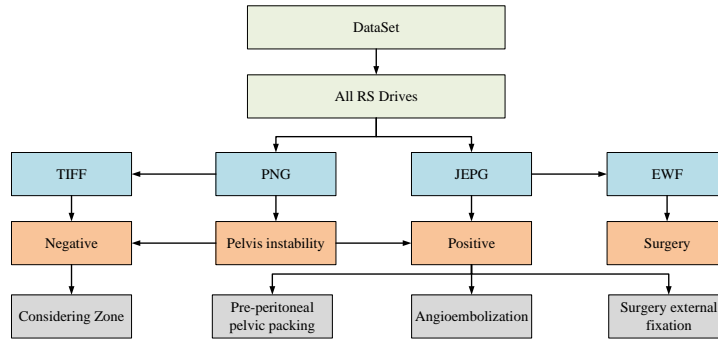 DataSet
All RS Drives
TIFF
PNG
JEPG
EWF
Negative
Pelvis instability
Positive
Surgery
Considering Zone
Pre-peritoneal
pelvic packing
Angioembolization
Surgery external
fixation